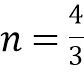 n = 4/3